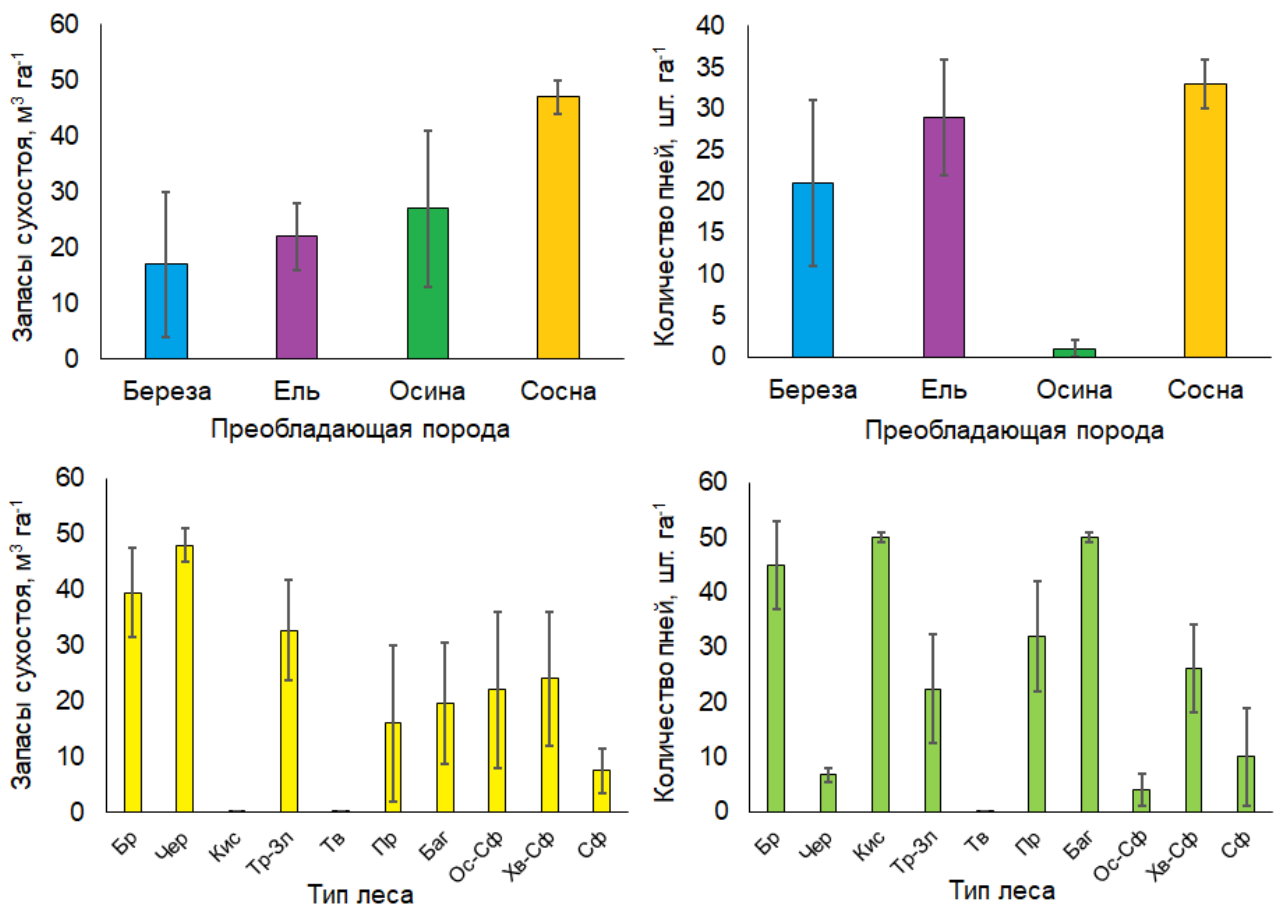 Запасы сухостоя, м³ га⁻¹
60
50
40
30
20
10
0
Береза Ель Осина Сосна
Преобладающая порода
Количество пней, шт. га⁻¹
40
35
30
25
20
15
10
5
0
Береза Ель Осина Сосна
Преобладающая порода
Запасы сухостоя, м³ га⁻¹
60
50
40
30
20
10
0
Бр Чер Кис Тр-Зл Тв Пр Баг Ос-Сф Хв-Сф Сф
Тип леса
Количество пней, шт. га⁻¹
60
50
40
30
20
10
0
Бр Чер Кис Тр-Зл Тв Пр Баг Ос-Сф Хв-Сф Сф
Тип леса